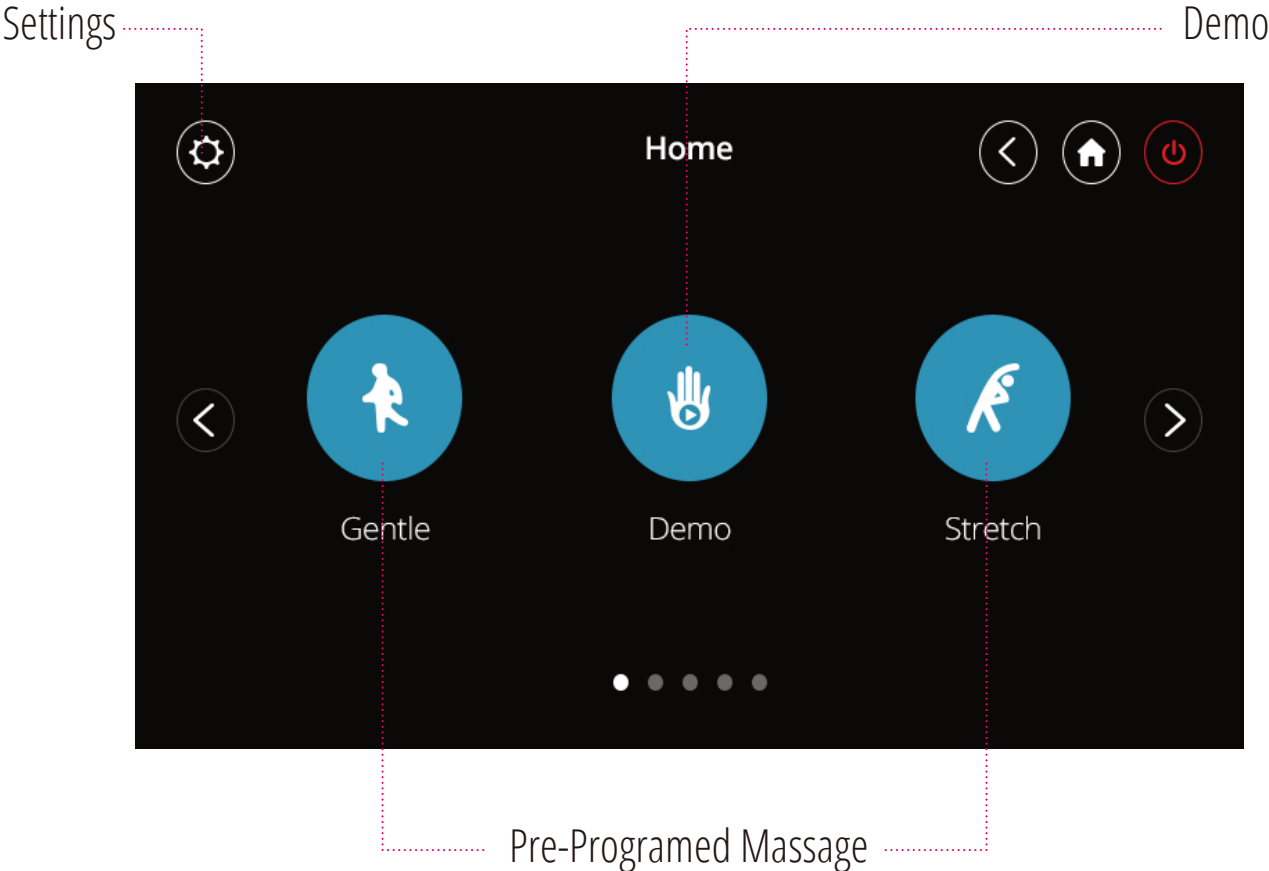 Settings
Demo
Home
Gentle
Demo
Stretch
Pre-Programed Massage